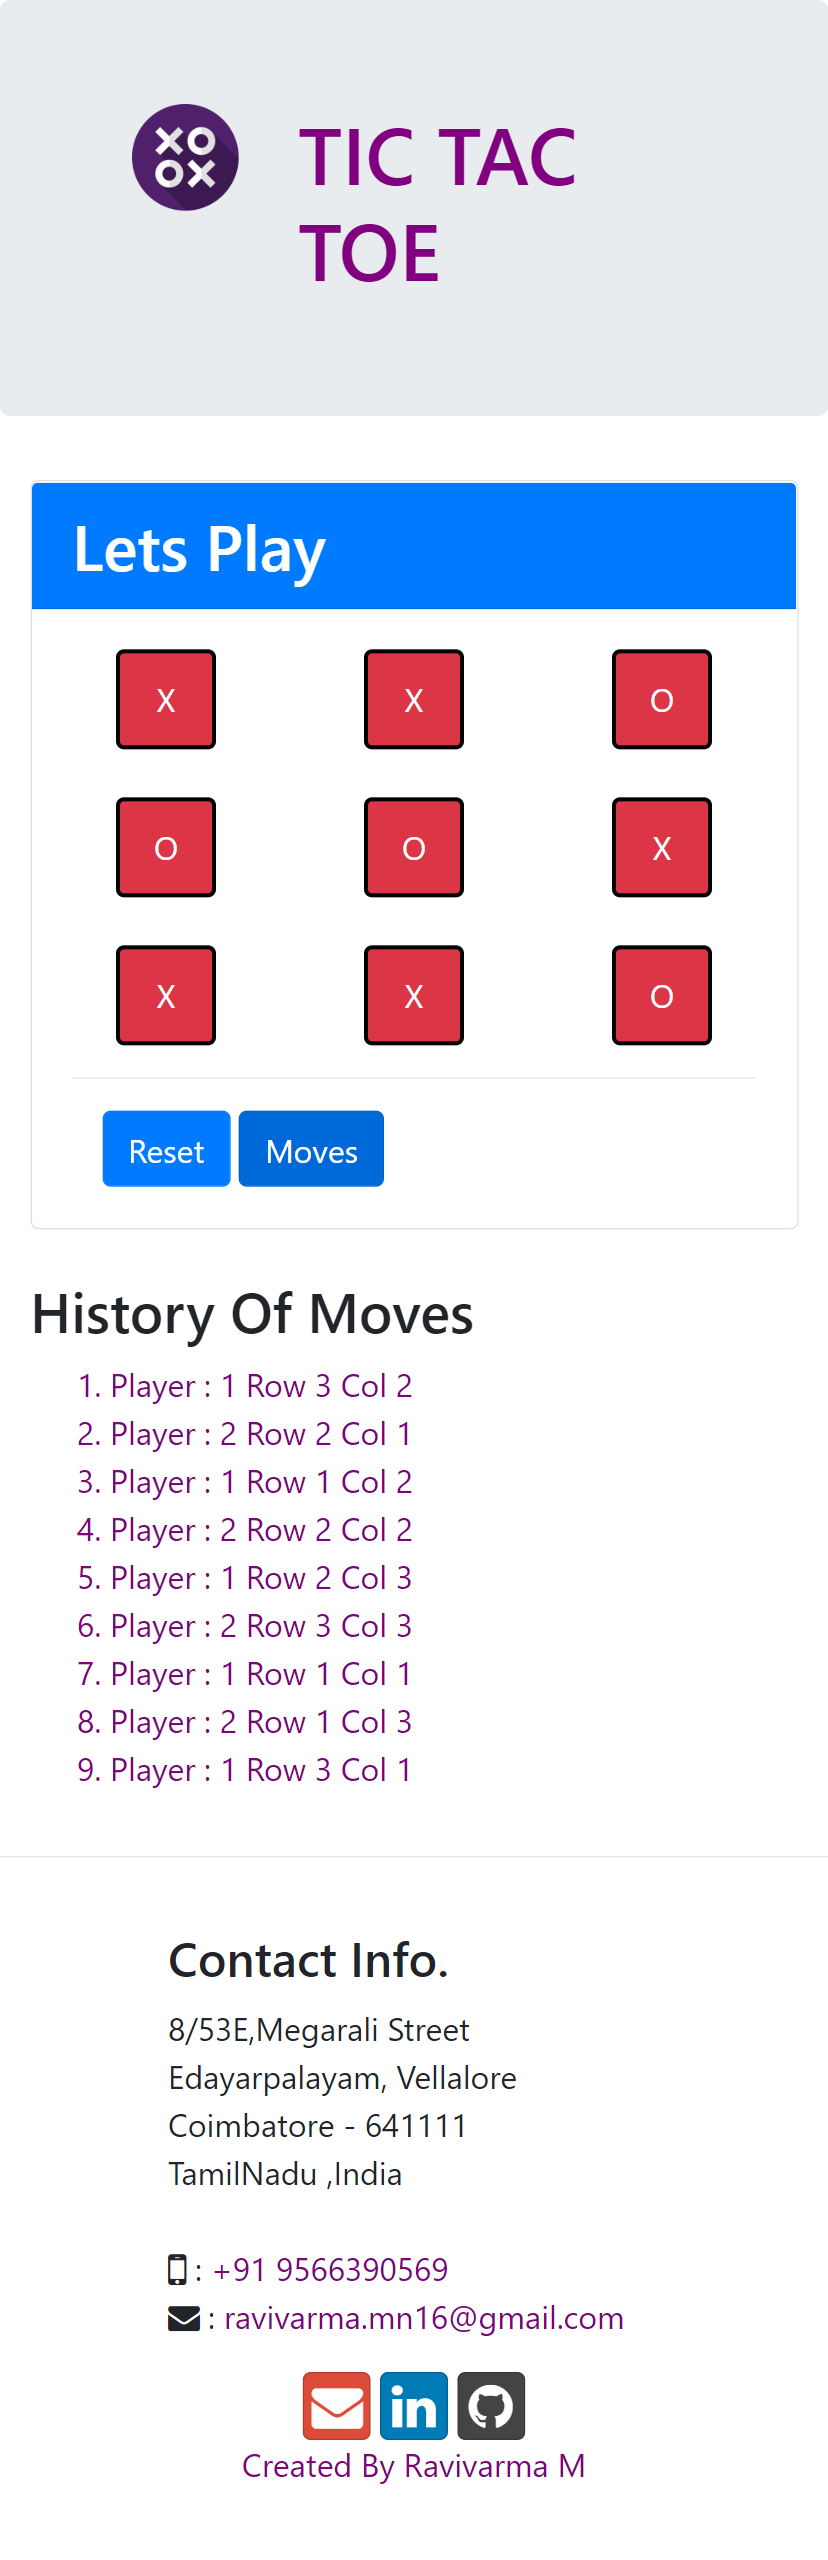 XO
OX
TIC TAC
TOE
Lets Play
X X O
O O X
X X O
Reset Moves
History Of Moves
1. Player : 1 Row 3 Col 2
2. Player : 2 Row 2 Col 1
3. Player : 1 Row 1 Col 2
4. Player : 2 Row 2 Col 2
5. Player : 1 Row 2 Col 3
6. Player : 2 Row 3 Col 3
7. Player : 1 Row 1 Col 1
8. Player : 2 Row 1 Col 3
9. Player : 1 Row 3 Col 1
Contact Info.
8/53E,Megarali Street
Edayarpalayam, Vellalore
Coimbatore - 641111
TamilNadu ,India
: +91 9566390569
: ravivarma.mn16@gmail.com
in
Created By Ravivarma M